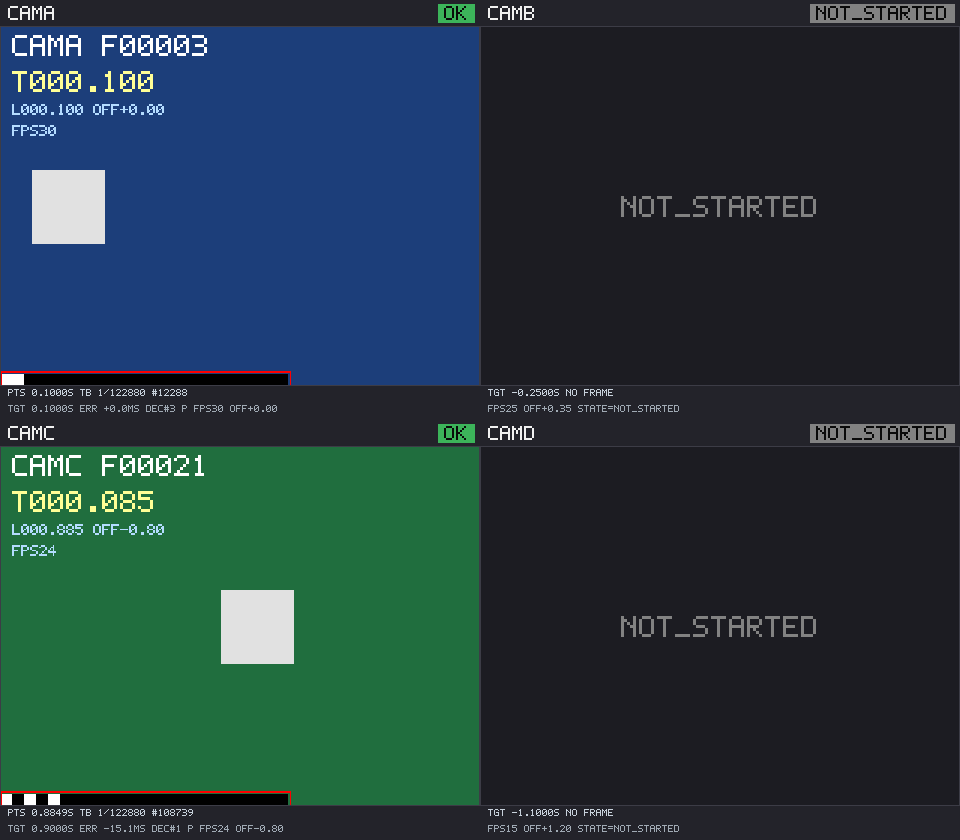 CAMA OK
CAMA F00003
T000.100
L000.100 OFF+0.00
FPS30
PTS 0.1000S TB 1/122880 #12288
TGT 0.1000S ERR +0.0MS DEC#3 P FPS30 OFF+0.00
CAMB NOT_STARTED
NOT_STARTED
TGT -0.2500S NO FRAME
FPS25 OFF+0.35 STATE=NOT_STARTED
CAMC OK
CAMC F00021
T000.085
L000.885 OFF-0.80
FPS24
PTS 0.8849S TB 1/122880 #108739
TGT 0.9000S ERR -15.1MS DEC#1 P FPS24 OFF-0.80
CAMD NOT_STARTED
NOT_STARTED
TGT -1.1000S NO FRAME
FPS15 OFF+1.20 STATE=NOT_STARTED